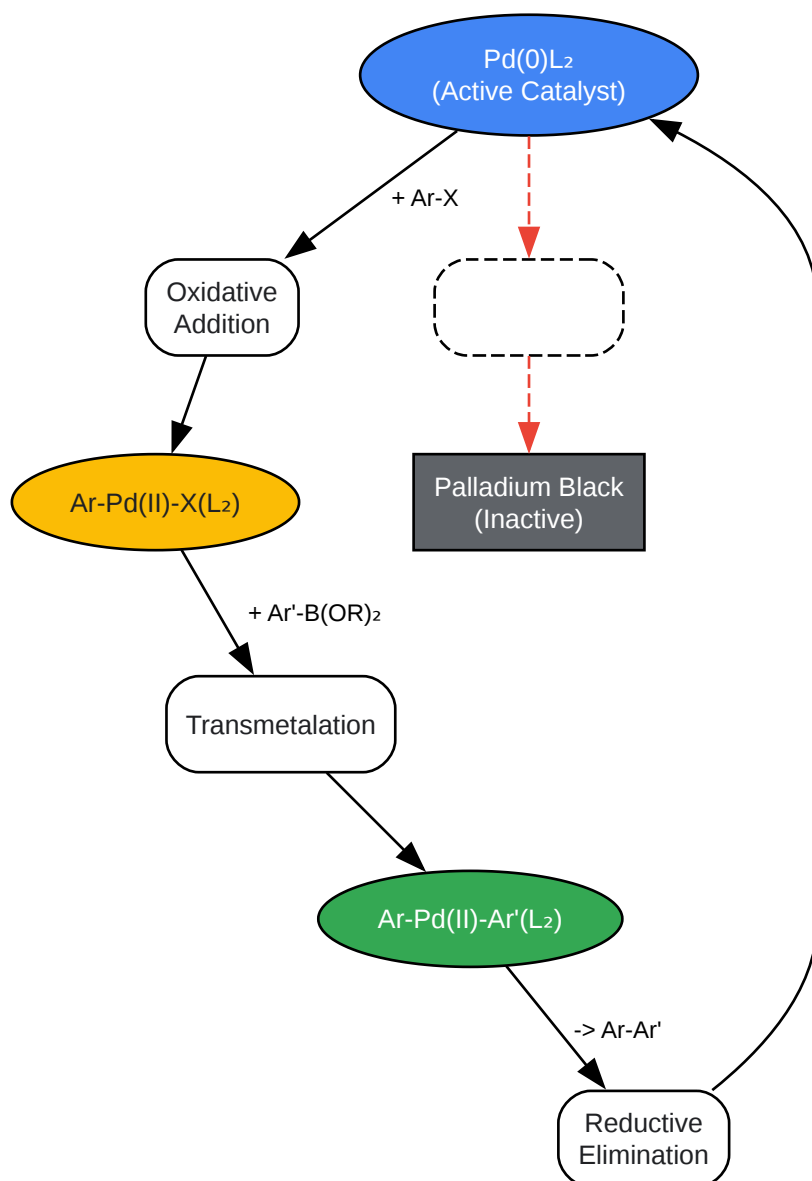 Pd(0)L₂
(Active Catalyst)
+ Ar-X
Oxidative
Addition
Ar-Pd(II)-X(L₂)
Palladium Black
(Inactive)
+ Ar'-B(OR)₂
Transmetalation
Ar-Pd(II)-Ar'(L₂)
-> Ar-Ar'
Reductive
Elimination